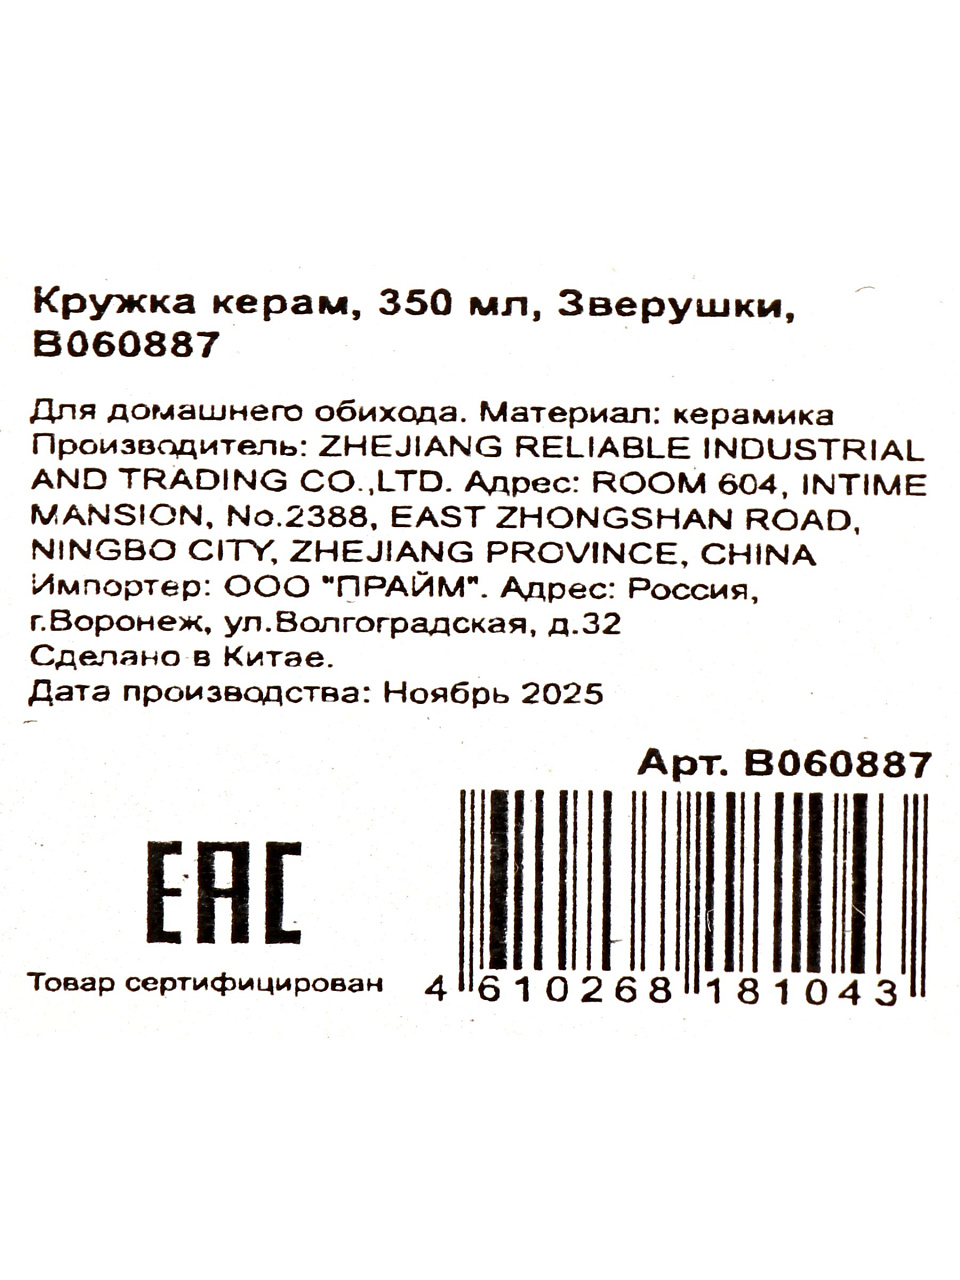 Кружка керам, 350 мл, Зверушки,
B060887
Для домашнего обихода. Материал: керамика
Производитель: ZHEJIANG RELIABLE INDUSTRIAL
AND TRADING CO.,LTD. Адрес: ROOM 604, INTIME
MANSION, No.2388, EAST ZHONGSHAN ROAD,
NINGBO CITY, ZHEJIANG PROVINCE, CHINA
Импортер: ООО "ПРАЙМ". Адрес: Россия,
г.Воронеж, ул.Волгоградская, д.32
Сделано в Китае.
Дата производства: Ноябрь 2025
Арт. B060887
EAC
Товар сертифицирован
4 610268 181043